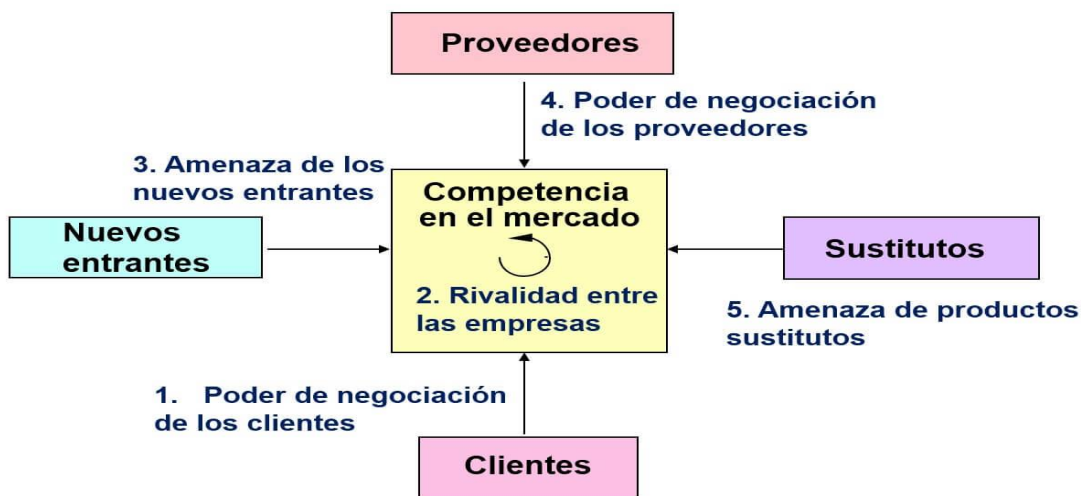 Proveedores
4. Poder de negociación
de los proveedores
3. Amenaza de los
nuevos entrantes
Competencia
en el mercado
Nuevos
entrantes
Sustitutos
2. Rivalidad entre
las empresas
5. Amenaza de productos
sustitutos
1. Poder de negociación
de los clientes
Clientes